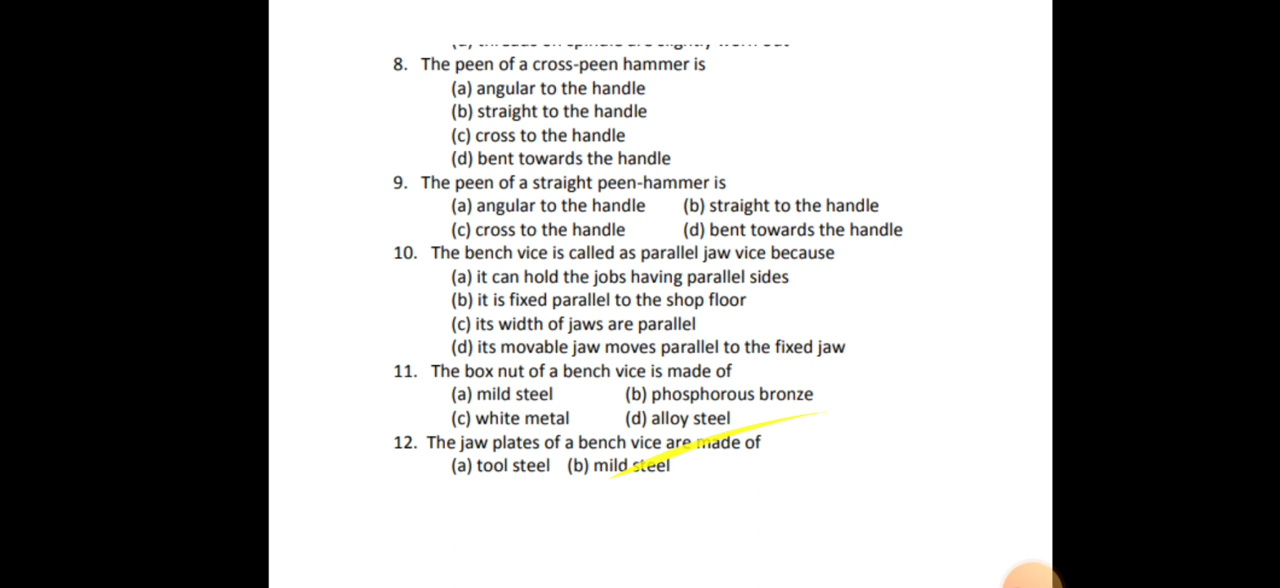 8. The peen of a cross-peen hammer is
(a) angular to the handle
(b) straight to the handle
(c) cross to the handle
(d) bent towards the handle
9. The peen of a straight peen-hammer is
(a) angular to the handle (b) straight to the handle
(c) cross to the handle (d) bent towards the handle
10. The bench vice is called as parallel jaw vice because
(a) it can hold the jobs having parallel sides
(b) it is fixed parallel to the shop floor
(c) its width of jaws are parallel
(d) its movable jaw moves parallel to the fixed jaw
11. The box nut of a bench vice is made of
(a) mild steel (b) phosphorous bronze
(c) white metal (d) alloy steel
12. The jaw plates of a bench vice are made of
(a) tool steel (b) mild steel